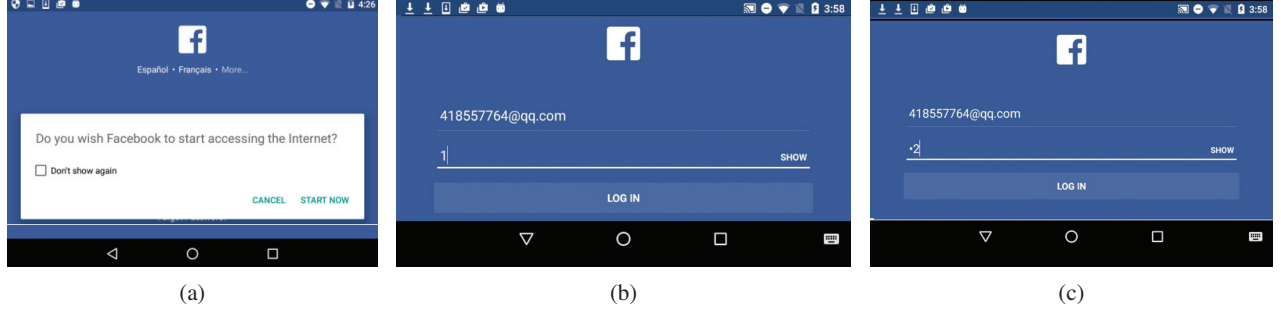 4:26
Español • Français • More...
Do you wish Facebook to start accessing the Internet?
Don't show again
CANCEL START NOW
(a)
3:58
418557764@qq.com
1
SHOW
LOG IN
(b)
3:58
418557764@qq.com
•2
SHOW
LOG IN
(c)